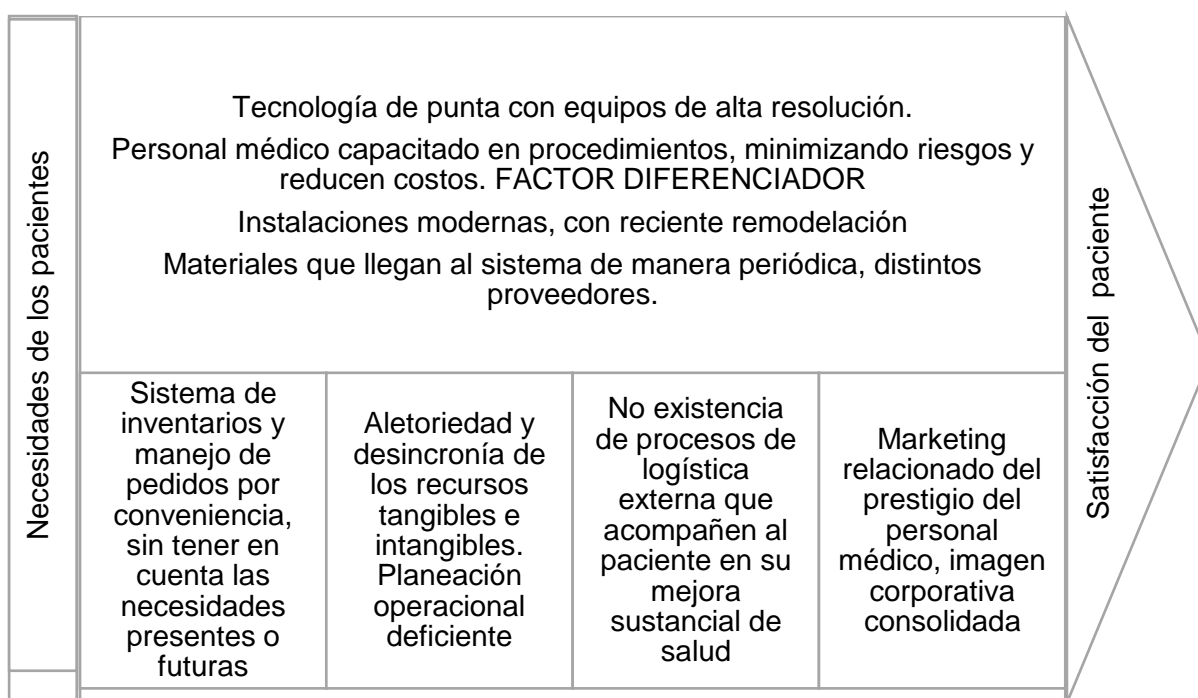 Necesidades de los pacientes
Tecnología de punta con equipos de alta resolución.
Personal médico capacitado en procedimientos, minimizando riesgos y
reducen costos. FACTOR DIFERENCIADOR
Instalaciones modernas, con reciente remodelación
Materiales que llegan al sistema de manera periódica, distintos
proveedores.
Sistema de
inventarios y
manejo de
pedidos por
conveniencia,
sin tener en
cuenta las
necesidades
presentes o
futuras
Aletoriedad y
desincronía de
los recursos
tangibles e
intangibles.
Planeación
operacional
deficiente
No existencia
de procesos de
logística
externa que
acompañen al
paciente en su
mejora
sustancial de
salud
Marketing
relacionado del
prestigio del
personal
médico, imagen
corporativa
consolidada
Satisfacción del paciente